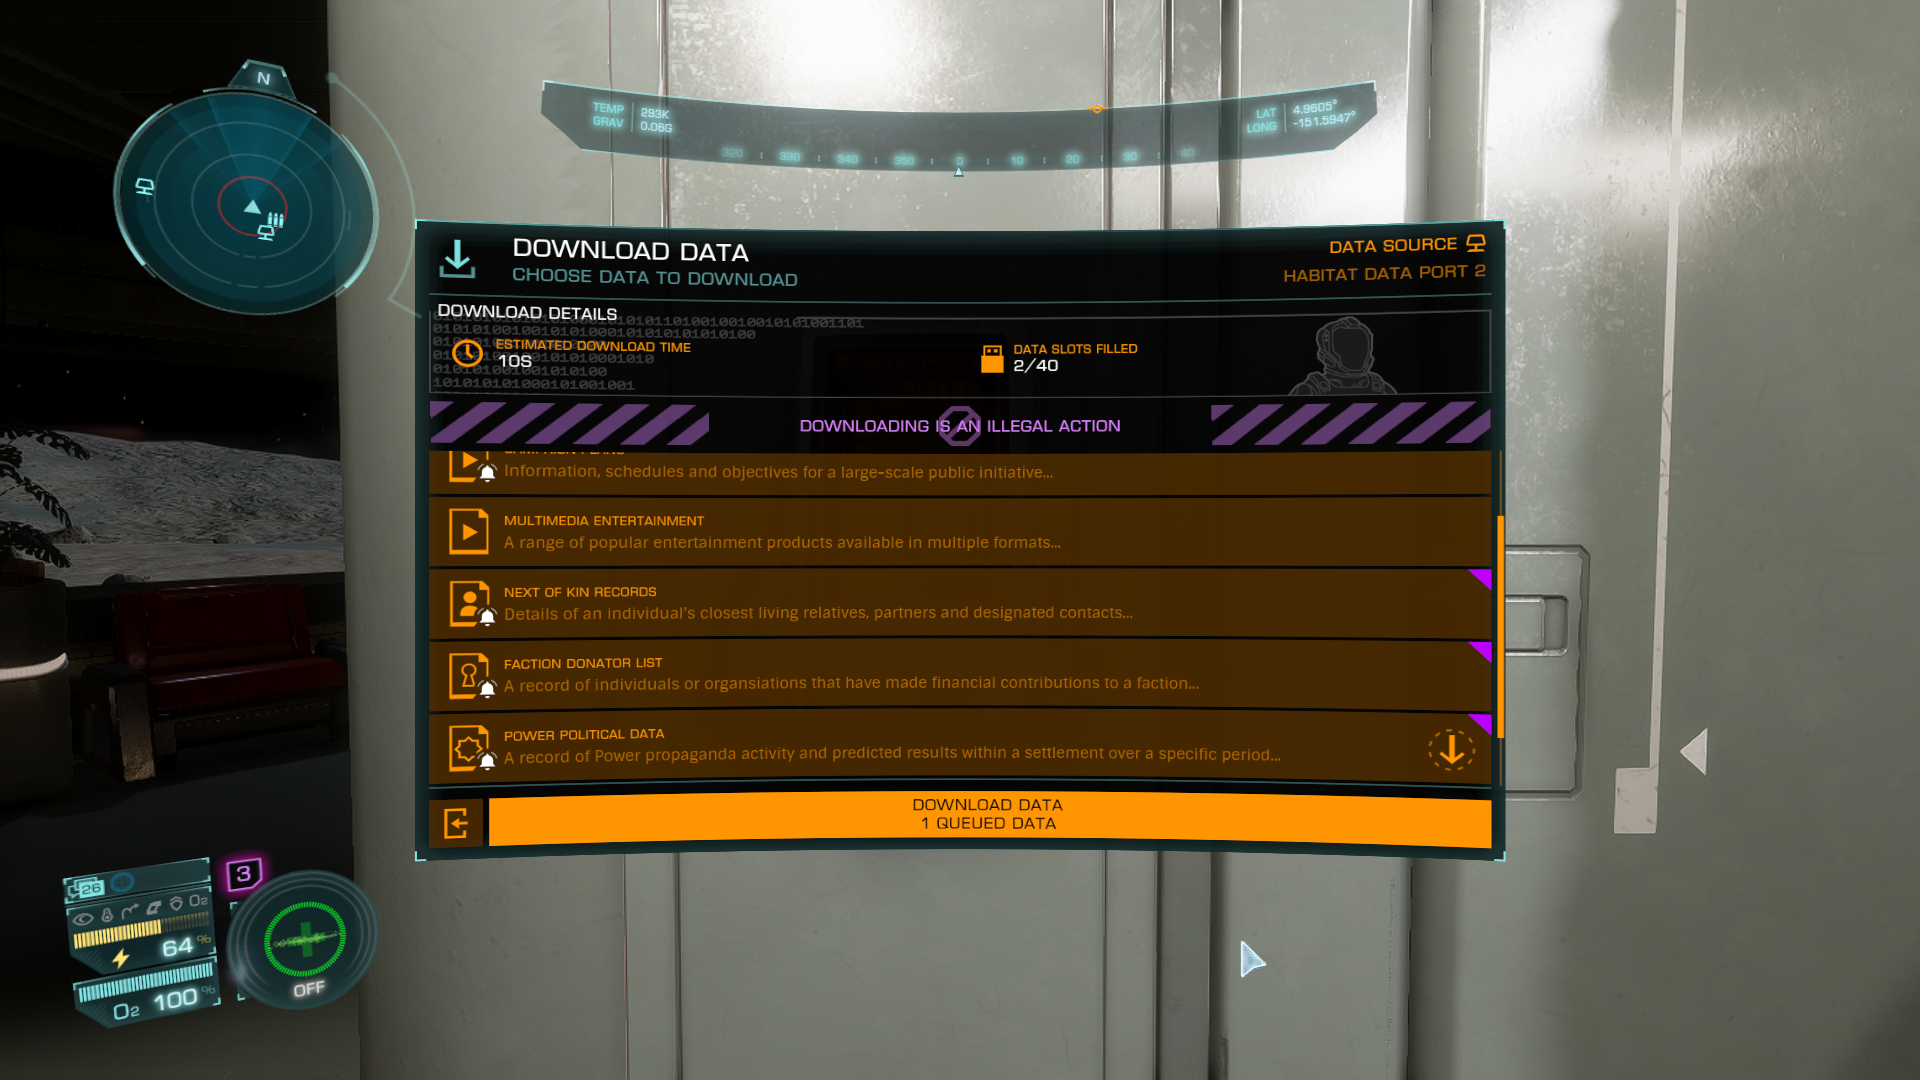 N
TEMP 293K
GRAV 0.06G
LAT 4.9605°
LONG -151.5947°
320 330 340 350 0 10 20 30 40
DOWNLOAD DATA
CHOOSE DATA TO DOWNLOAD
DATA SOURCE
HABITAT DATA PORT 2
DOWNLOAD DETAILS
ESTIMATED DOWNLOAD TIME
10S
DATA SLOTS FILLED
2/40
DOWNLOADING IS AN ILLEGAL ACTION
Information, schedules and objectives for a large-scale public initiative...
MULTIMEDIA ENTERTAINMENT
A range of popular entertainment products available in multiple formats...
NEXT OF KIN RECORDS
Details of an individual's closest living relatives, partners and designated contacts...
FACTION DONATOR LIST
A record of individuals or organsiations that have made financial contributions to a faction...
POWER POLITICAL DATA
A record of Power propaganda activity and predicted results within a settlement over a specific period...
DOWNLOAD DATA
1 QUEUED DATA
26
3
O2
64 %
O2 100 %
OFF